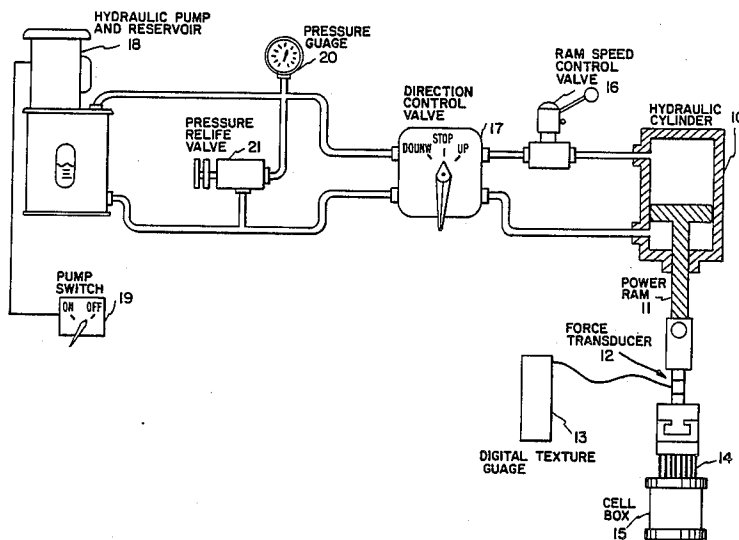 HYDRAULIC PUMP
AND RESERVOIR
18
PRESSURE
GUAGE
20
RAM SPEED
CONTROL
VALVE
16
DIRECTION
CONTROL
VALVE
17
HYDRAULIC
CYLINDER
10
PRESSURE
RELIFE
VALVE
21
STOP
DOUNA
UP
PUMP
SWITCH
ON OFF
19
POWER
RAM
11
FORCE
TRANSDUCER
12
13
DIGITAL TEXTURE
GUAGE
14
CELL
BOX
15